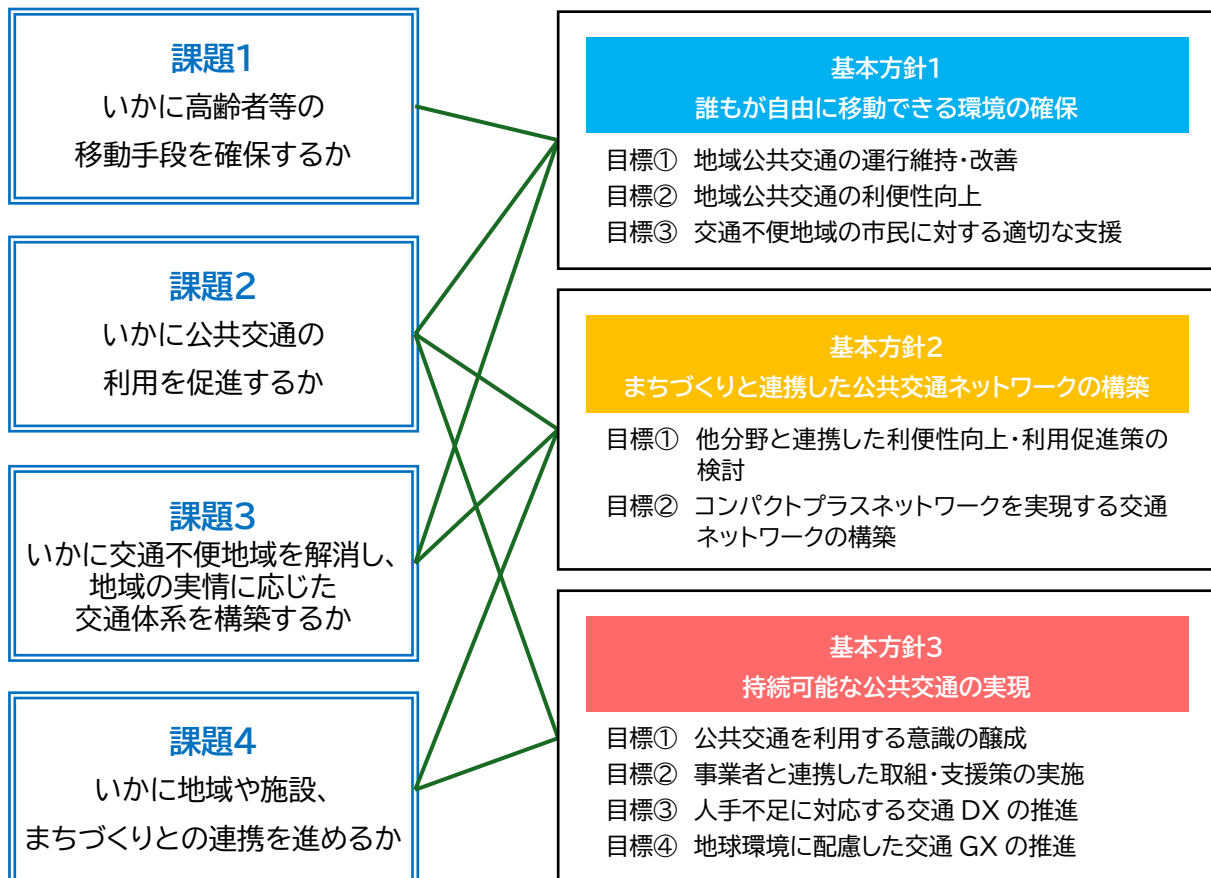 課題1
いかに高齢者等の
移動手段を確保するか
課題2
いかに公共交通の
利用を促進するか
課題3
いかに交通不便地域を解消し、
地域の実情に応じた
交通体系を構築するか
課題4
いかに地域や施設、
まちづくりとの連携を進めるか
基本方針1
誰もが自由に移動できる環境の確保
目標① 地域公共交通の運行維持・改善
目標② 地域公共交通の利便性向上
目標③ 交通不便地域の市民に対する適切な支援
基本方針2
まちづくりと連携した公共交通ネットワークの構築
目標① 他分野と連携した利便性向上・利用促進策の
検討
目標② コンパクトプラスネットワークを実現する交通
ネットワークの構築
基本方針3
持続可能な公共交通の実現
目標① 公共交通を利用する意識の醸成
目標② 事業者と連携した取組・支援策の実施
目標③ 人手不足に対応する交通 DX の推進
目標④ 地球環境に配慮した交通 GX の推進